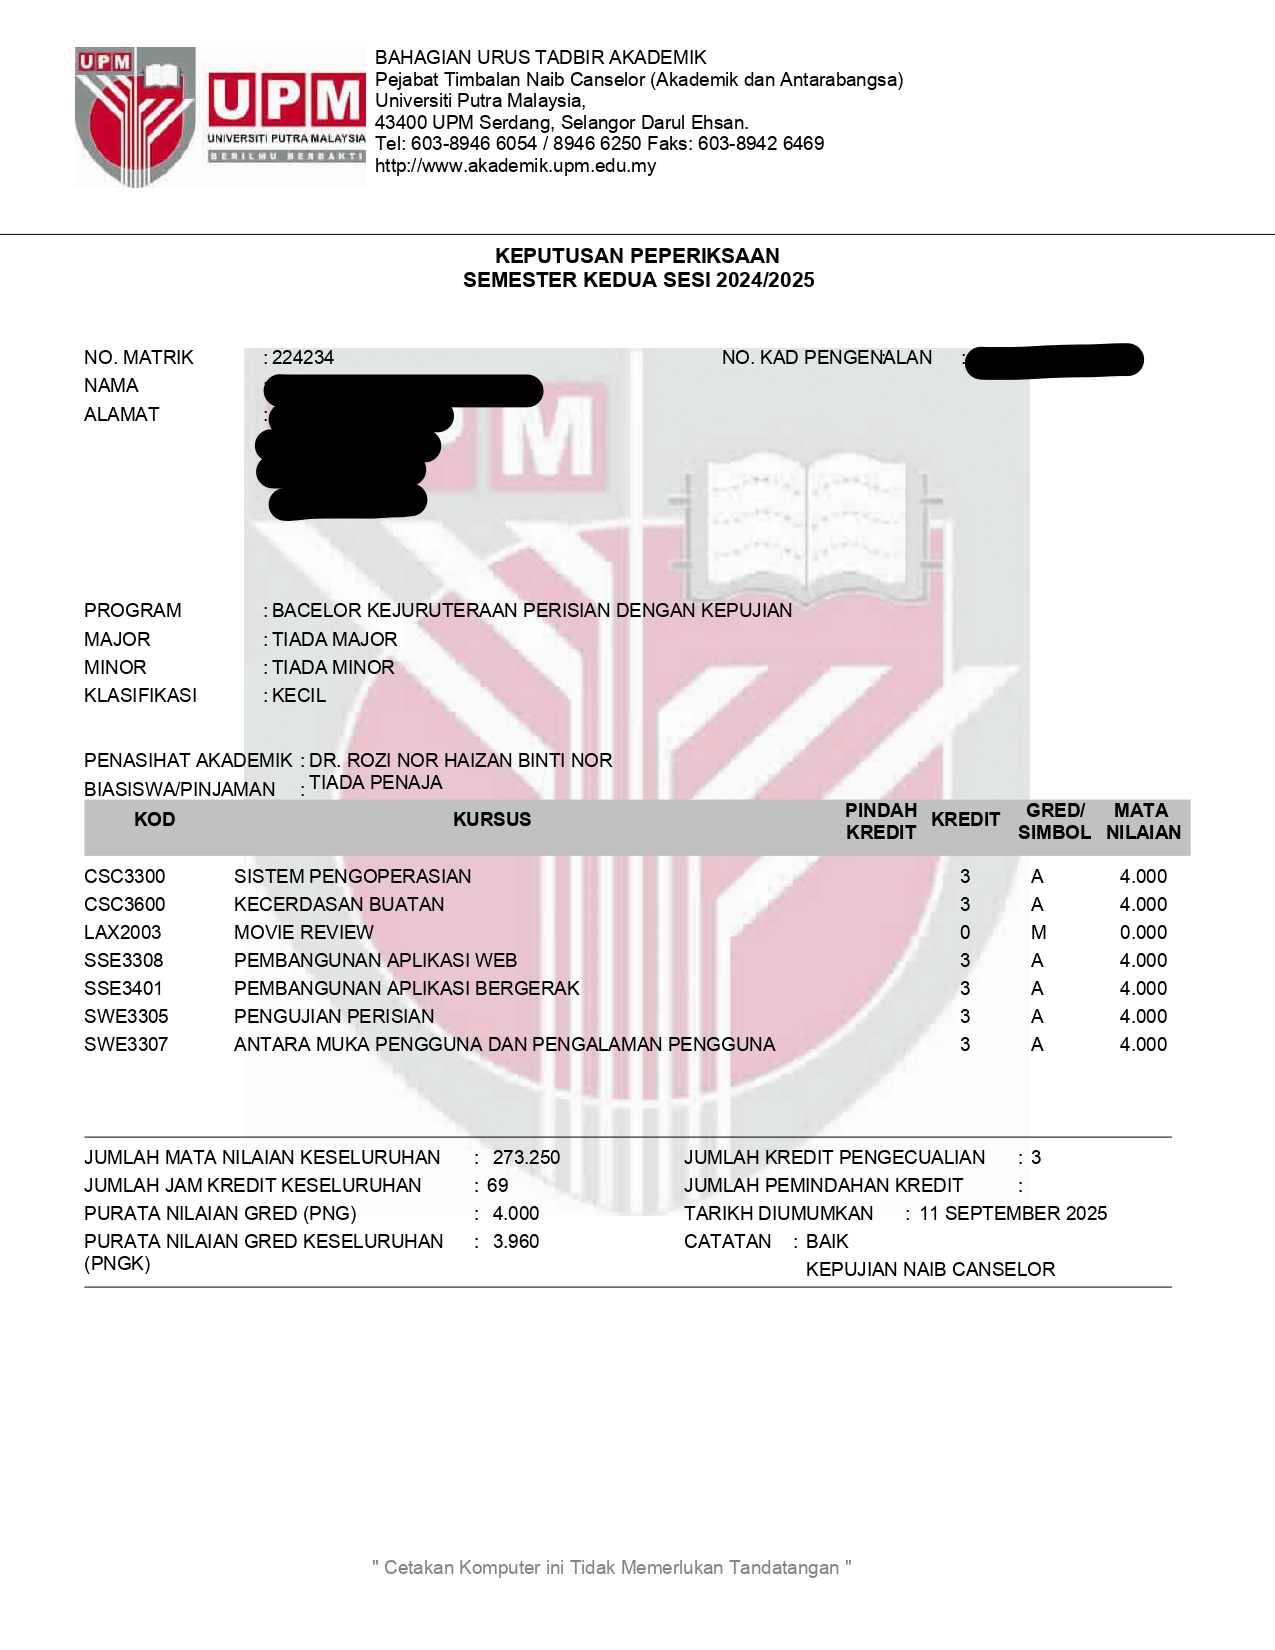 UPM
UPM
UNIVERSITI PUTRA MALAYSIA
BERILMU BERBAKTI
BAHAGIAN URUS TADBIR AKADEMIK
Pejabat Timbalan Naib Canselor (Akademik dan Antarabangsa)
Universiti Putra Malaysia,
43400 UPM Serdang, Selangor Darul Ehsan.
Tel: 603-8946 6054 / 8946 6250 Faks: 603-8942 6469
http://www.akademik.upm.edu.my
KEPUTUSAN PEPERIKSAAN
SEMESTER KEDUA SESI 2024/2025
NO. MATRIK : 224234 NO. KAD PENGENALAN :
NAMA :
ALAMAT :
PROGRAM : BACELOR KEJURUTERAAN PERISIAN DENGAN KEPUJIAN
MAJOR : TIADA MAJOR
MINOR : TIADA MINOR
KLASIFIKASI : KECIL
PENASIHAT AKADEMIK : DR. ROZI NOR HAIZAN BINTI NOR
BIASISWA/PINJAMAN : TIADA PENAJA
KOD KURSUS PINDAH KREDIT KREDIT GRED/ SIMBOL MATA NILAIAN
CSC3300 SISTEM PENGOPERASIAN 3 A 4.000
CSC3600 KECERDASAN BUATAN 3 A 4.000
LAX2003 MOVIE REVIEW 0 M 0.000
SSE3308 PEMBANGUNAN APLIKASI WEB 3 A 4.000
SSE3401 PEMBANGUNAN APLIKASI BERGERAK 3 A 4.000
SWE3305 PENGUJIAN PERISIAN 3 A 4.000
SWE3307 ANTARA MUKA PENGGUNA DAN PENGALAMAN PENGGUNA 3 A 4.000
JUMLAH MATA NILAIAN KESELURUHAN : 273.250 JUMLAH KREDIT PENGECUALIAN : 3
JUMLAH JAM KREDIT KESELURUHAN : 69 JUMLAH PEMINDAHAN KREDIT :
PURATA NILAIAN GRED (PNG) : 4.000 TARIKH DIUMUMKAN : 11 SEPTEMBER 2025
PURATA NILAIAN GRED KESELURUHAN : 3.960 CATATAN : BAIK
(PNGK) KEPUJIAN NAIB CANSELOR
" Cetakan Komputer ini Tidak Memerlukan Tandatangan "